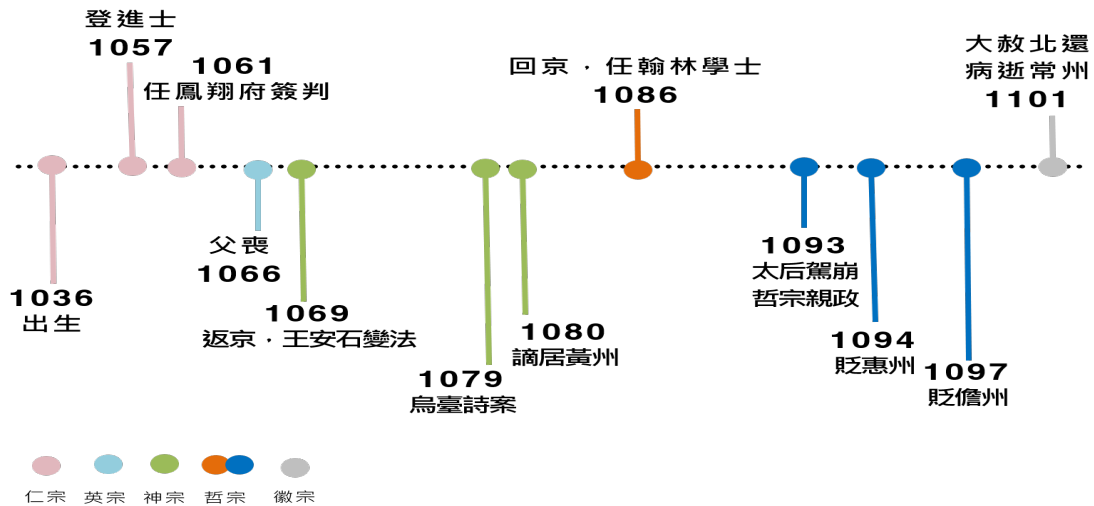 登進士
1057
1061
任鳳翔府簽判
回京．任翰林學士
1086
大赦北還
病逝常州
1101
1036
出生
父喪
1066
1069
返京．王安石變法
1079
烏臺詩案
1080
謫居黃州
1093
太后駕崩
哲宗親政
1094
貶惠州
1097
貶儋州
仁宗
英宗
神宗
哲宗
徽宗